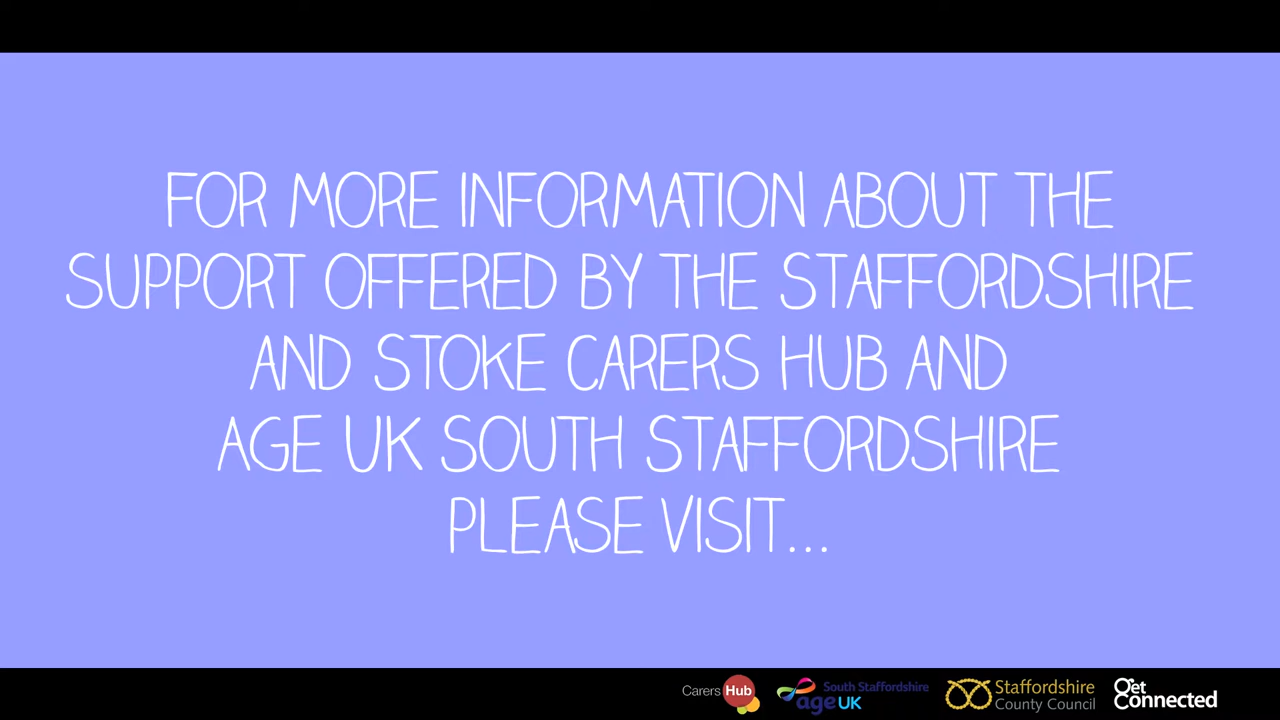 FOR MORE INFORMATION ABOUT THE
SUPPORT OFFERED BY THE STAFFORDSHIRE
AND STOKE CARERS HUB AND
AGE UK SOUTH STAFFORDSHIRE
PLEASE VISIT...
Carers Hub
South Staffordshire
age UK
Staffordshire
County Council
Get
Connected